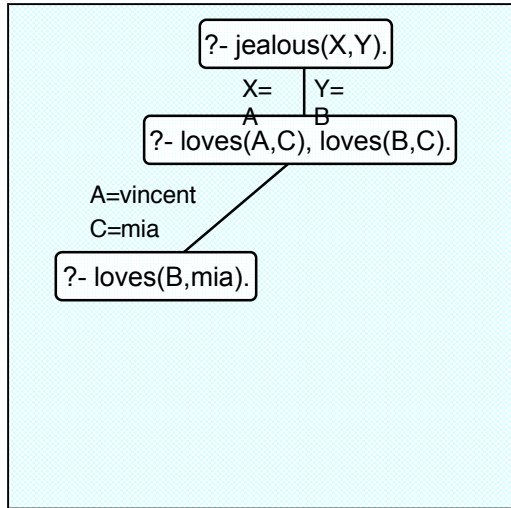 ?- jealous(X,Y).
X= Y=
A B
?- loves(A,C), loves(B,C).
A=vincent
C=mia
?- loves(B,mia).